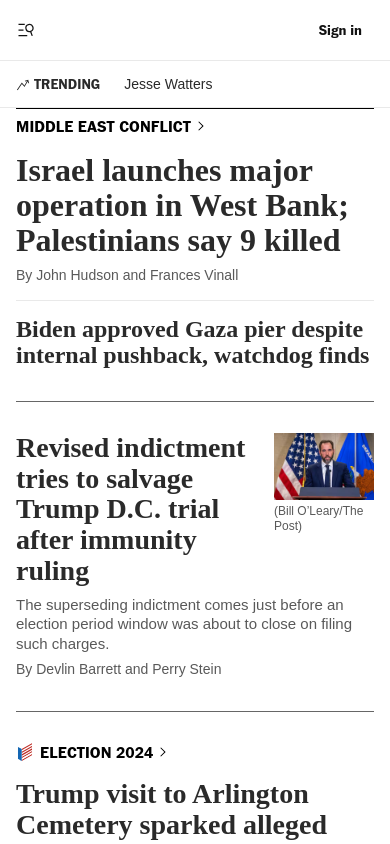 Sign in
TRENDING Jesse Watters
MIDDLE EAST CONFLICT
Israel launches major
operation in West Bank;
Palestinians say 9 killed
By John Hudson and Frances Vinall
Biden approved Gaza pier despite
internal pushback, watchdog finds
Revised indictment
tries to salvage
Trump D.C. trial
after immunity
ruling
(Bill O'Leary/The
Post)
The superseding indictment comes just before an
election period window was about to close on filing
such charges.
By Devlin Barrett and Perry Stein
ELECTION 2024
Trump visit to Arlington
Cemetery sparked alleged